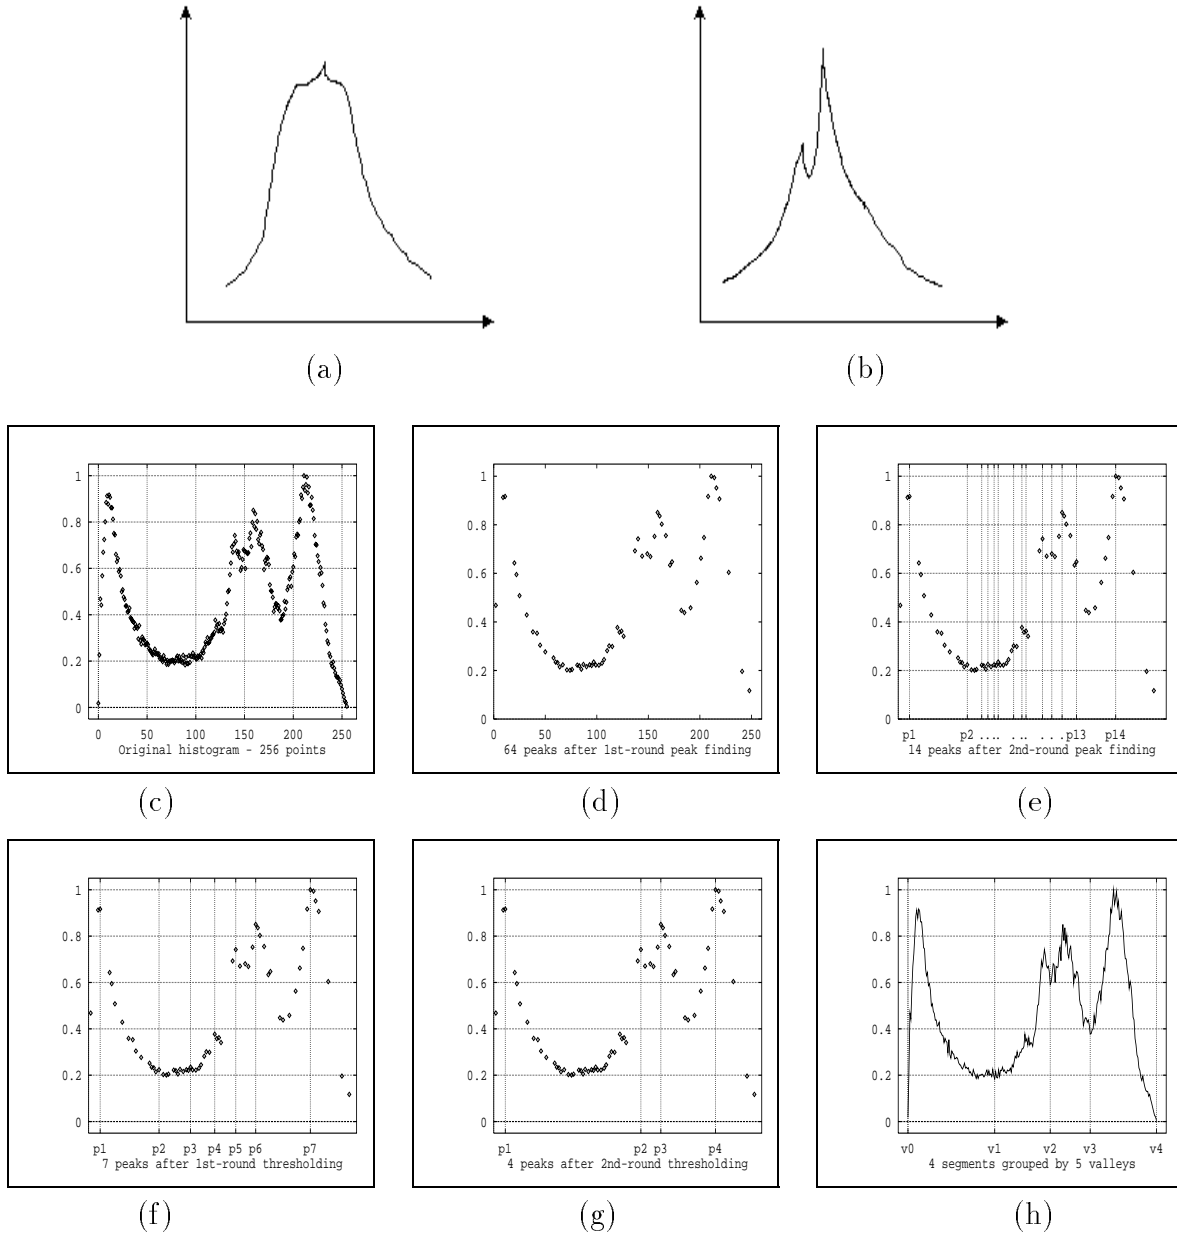 (a)
(b)
1
0.8
0.6
0.4
0.2
0
0 50 100 150 200 250
Original histogram - 256 points
(c)
1
0.8
0.6
0.4
0.2
0
0 50 100 150 200 250
64 peaks after 1st-round peak finding
(d)
1
0.8
0.6
0.4
0.2
0
p1 p2 .... .. . . .p13 p14
14 peaks after 2nd-round peak finding
(e)
1
0.8
0.6
0.4
0.2
0
p1 p2 p3 p4 p5 p6 p7
7 peaks after 1st-round thresholding
(f)
1
0.8
0.6
0.4
0.2
0
p1 p2 p3 p4
4 peaks after 2nd-round thresholding
(g)
1
0.8
0.6
0.4
0.2
0
v0 v1 v2 v3 v4
4 segments grouped by 5 valleys
(h)